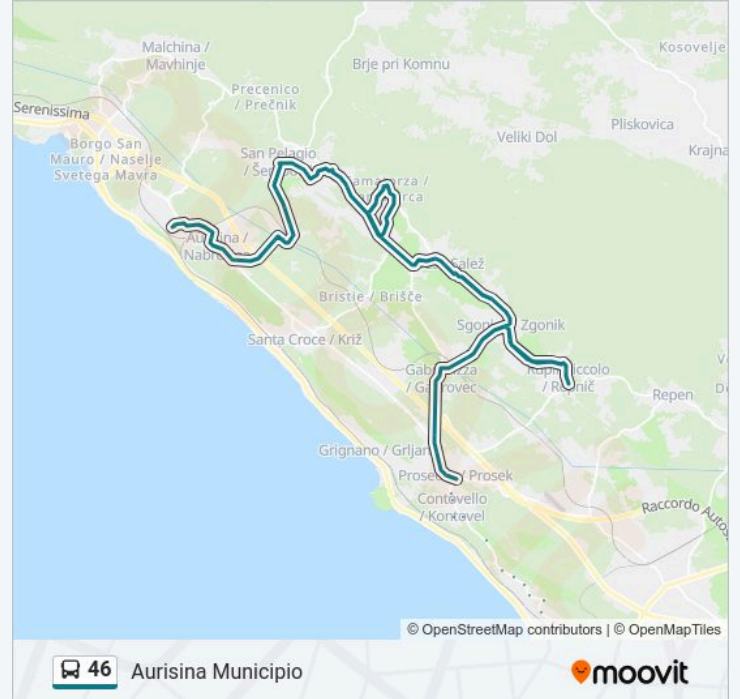 Malchina /
Mavhinje
Kosovelje
Brje pri Komnu
Precenico
/ Prečnik
Serenissima
Pliskovica
Veliki Dol
Borgo San
Mauro / Naselje
Svetega Mavra
San Pelagio
Krajna
Salež
Bristie / Brišče
Sgoni
Zgonik
Santa Croce / Križ
/ Repen
Grignano / Grljan
Prosek
Contovello
/ Kontovel
Raccordo Autos
© OpenStreetMap contributors | © OpenMapTiles
46 Aurisina Municipio
moovit